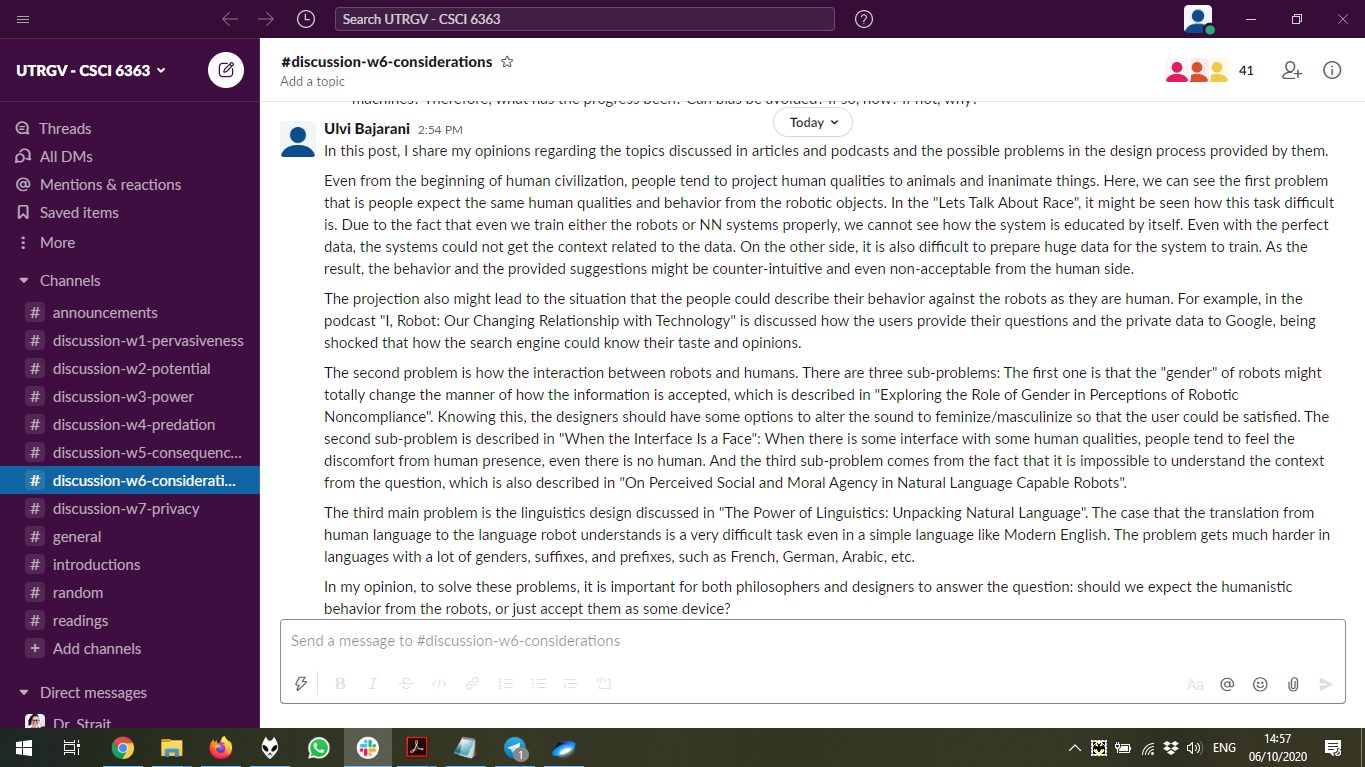 Search UTRGV - CSCI 6363
UTRGV - CSCI 6363
Threads
All DMs
Mentions & reactions
Saved items
More
Channels
# announcements
# discussion-w1-pervasiveness
# discussion-w2-potential
# discussion-w3-power
# discussion-w4-predation
# discussion-w5-consequenc...
# discussion-w6-considerati...
# discussion-w7-privacy
# general
# introductions
# random
# readings
+ Add channels
Direct messages
Dr. Strait
#discussion-w6-considerations
Add a topic
41
machines? Therefore, what has the progress been? Can bias be avoided? If so, how? If not, why?
Today
Ulvi Bajarani 2:54 PM
In this post, I share my opinions regarding the topics discussed in articles and podcasts and the possible problems in the design process provided by them.
Even from the beginning of human civilization, people tend to project human qualities to animals and inanimate things. Here, we can see the first problem
that is people expect the same human qualities and behavior from the robotic objects. In the "Lets Talk About Race", it might be seen how this task difficult
is. Due to the fact that even we train either the robots or NN systems properly, we cannot see how the system is educated by itself. Even with the perfect
data, the systems could not get the context related to the data. On the other side, it is also difficult to prepare huge data for the system to train. As the
result, the behavior and the provided suggestions might be counter-intuitive and even non-acceptable from the human side.
The projection also might lead to the situation that the people could describe their behavior against the robots as they are human. For example, in the
podcast "I, Robot: Our Changing Relationship with Technology" is discussed how the users provide their questions and the private data to Google, being
shocked that how the search engine could know their taste and opinions.
The second problem is how the interaction between robots and humans. There are three sub-problems: The first one is that the "gender" of robots might
totally change the manner of how the information is accepted, which is described in "Exploring the Role of Gender in Perceptions of Robotic
Noncompliance". Knowing this, the designers should have some options to alter the sound to feminize/masculinize so that the user could be satisfied. The
second sub-problem is described in "When the Interface Is a Face": When there is some interface with some human qualities, people tend to feel the
discomfort from human presence, even there is no human. And the third sub-problem comes from the fact that it is impossible to understand the context
from the question, which is also described in "On Perceived Social and Moral Agency in Natural Language Capable Robots".
The third main problem is the linguistics design discussed in "The Power of Linguistics: Unpacking Natural Language". The case that the translation from
human language to the language robot understands is a very difficult task even in a simple language like Modern English. The problem gets much harder in
languages with a lot of genders, suffixes, and prefixes, such as French, German, Arabic, etc.
In my opinion, to solve these problems, it is important for both philosophers and designers to answer the question: should we expect the humanistic
behavior from the robots, or just accept them as some device?
Send a message to #discussion-w6-considerations
B I S </> Aa @
1
ENG
14:57
06/10/2020